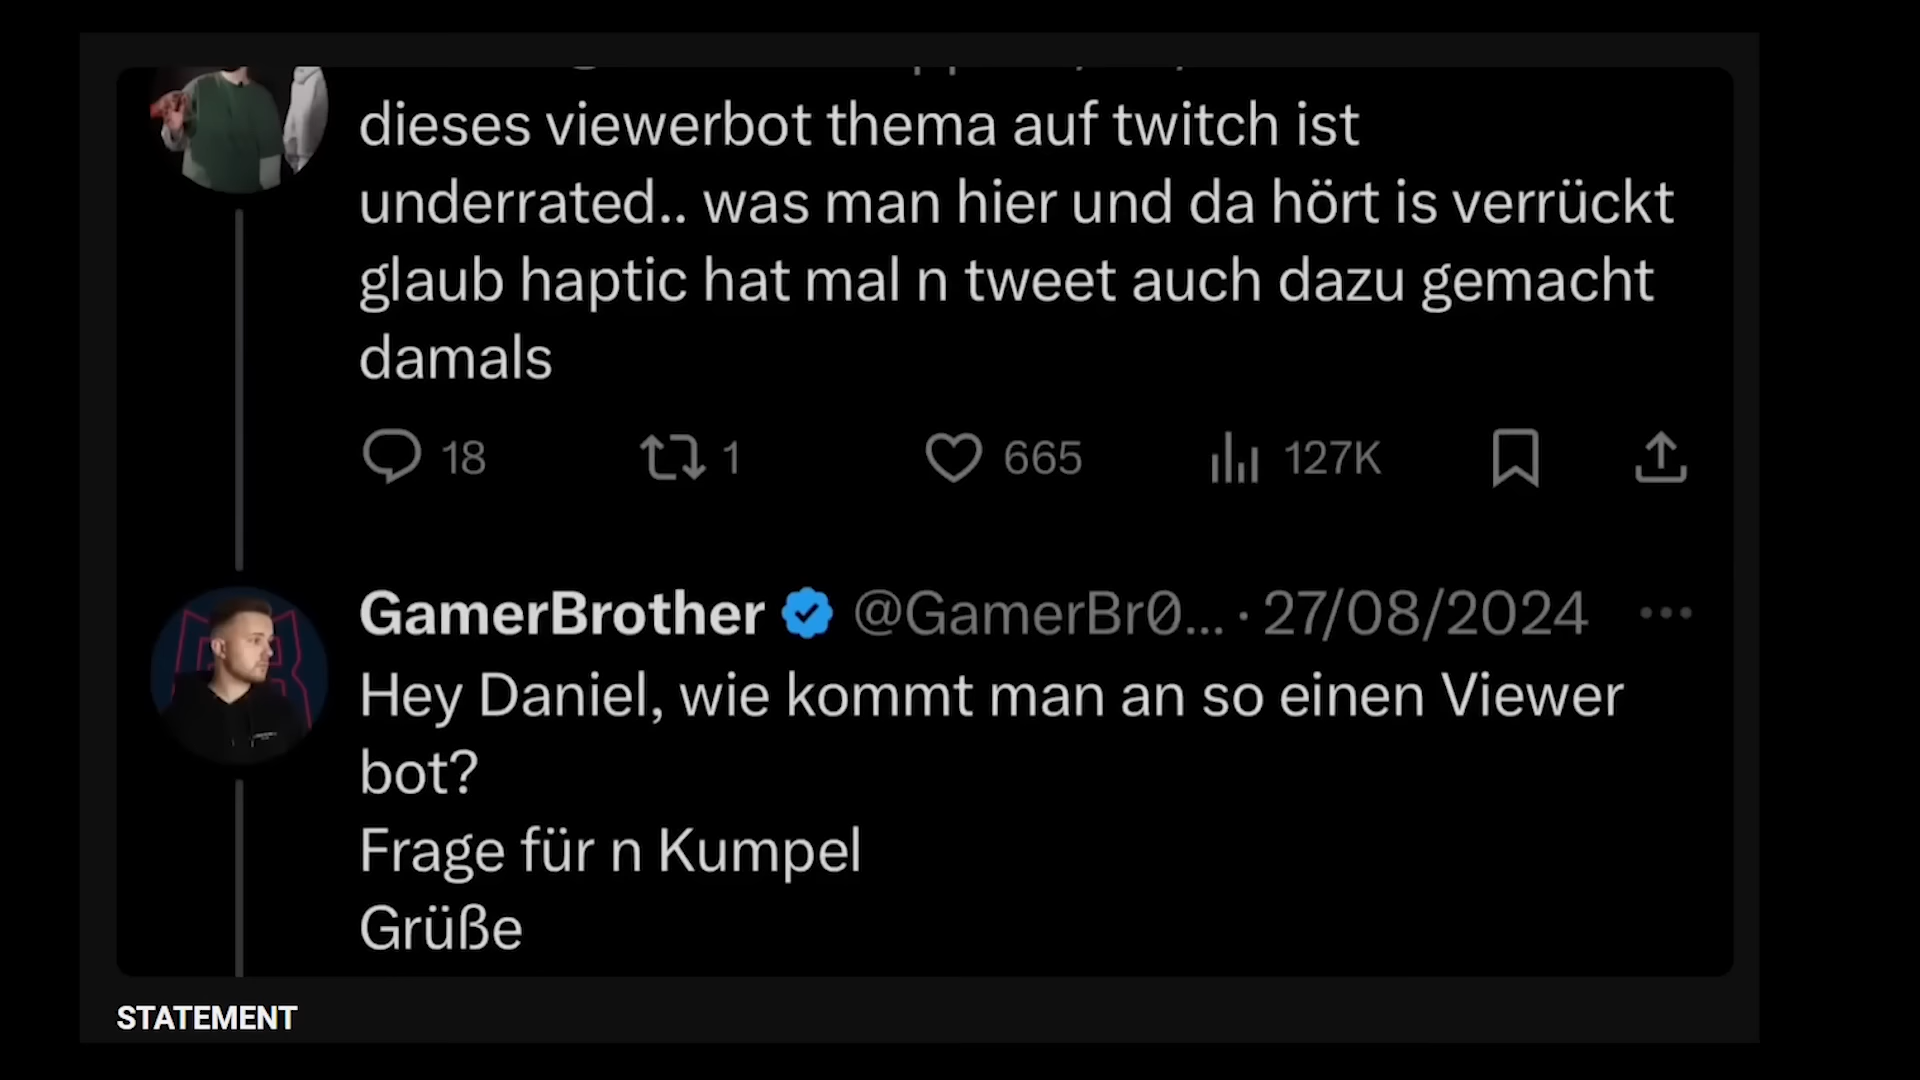 dieses viewerbot thema auf twitch ist
underrated.. was man hier und da hört is verrückt
glaub haptic hat mal n tweet auch dazu gemacht
damals
18 1 665 127K
GamerBrother @GamerBr0... · 27/08/2024
Hey Daniel, wie kommt man an so einen Viewer
bot?
Frage für n Kumpel
Grüße
STATEMENT